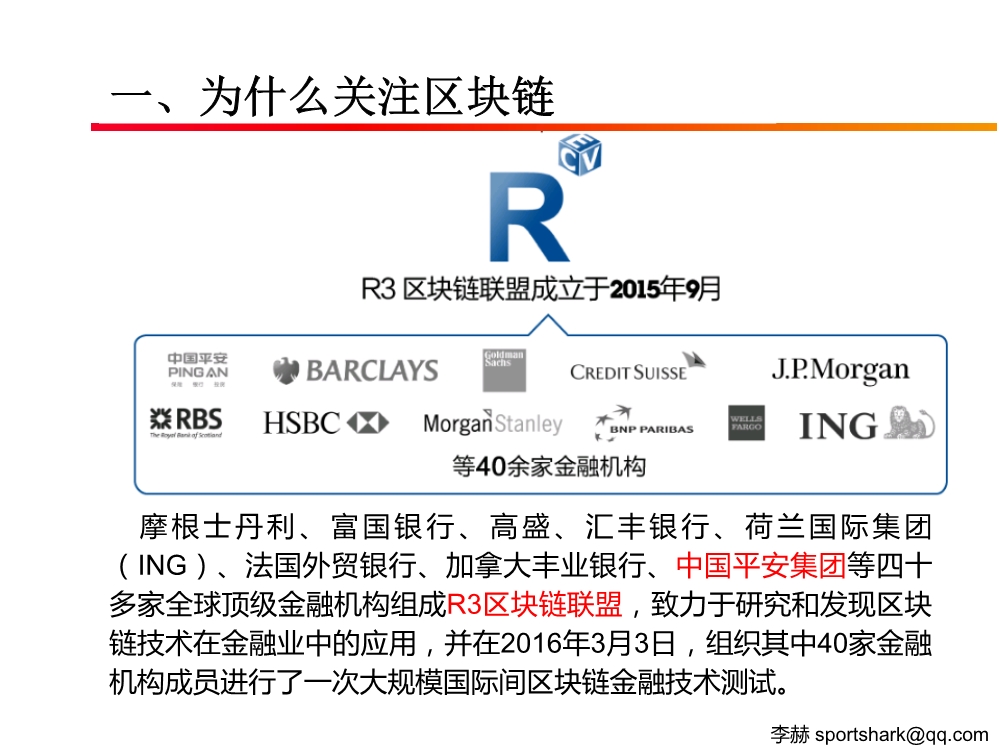 一、为什么关注区块链
E
C V
R
R3 区块链联盟成立于2015年9月
中国平安
PING AN
保险 银行 投资
BARCLAYS
Goldman
Sachs
CREDIT SUISSE
J.P.Morgan
RBS
The Royal Bank of Scotland
HSBC
Morgan Stanley
BNP PARIBAS
WELLS
FARGO
ING
等40余家金融机构
摩根士丹利、富国银行、高盛、汇丰银行、荷兰国际集团
（ING）、法国外贸银行、加拿大丰业银行、中国平安集团等四十
多家全球顶级金融机构组成R3区块链联盟，致力于研究和发现区块
链技术在金融业中的应用，并在2016年3月3日，组织其中40家金融
机构成员进行了一次大规模国际间区块链金融技术测试。
李赫 sportshark@qq.com